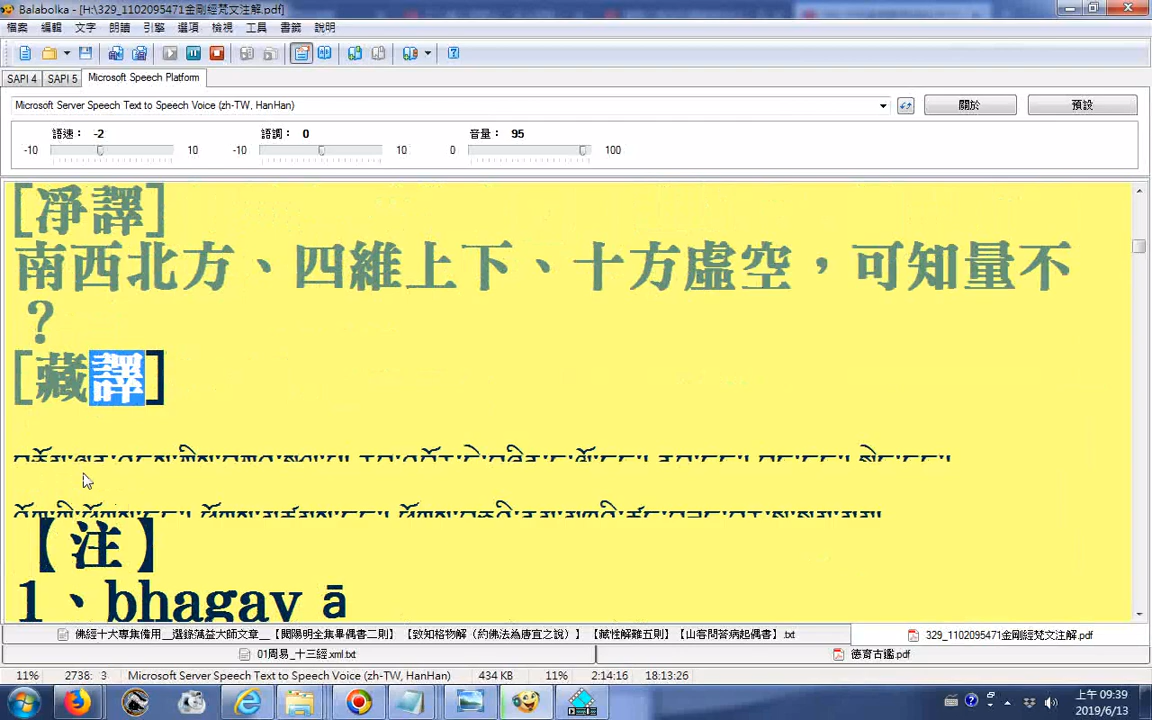 Balabolka - [H:\329_1102095471金剛經梵文注解.pdf]
檔案 編輯 文字 朗讀 引擎 選項 檢視 工具 書籤 說明
SAPI 4 SAPI 5 Microsoft Speech Platform
Microsoft Server Speech Text to Speech Voice (zh-TW, HanHan) 關於 預設
語速： -2 語調： 0 音量： 95
-10 10 -10 10 0 100
[淨譯]
南西北方、四維上下、十方虛空，可知量不
？
[藏譯]
【注】
1、bhagav ā
佛經十大專集備用__選錄蕅益大師文章__【閱陽明全集畢偶書二則】【致知格物解（約佛法為唐宜之說）】【藏性解難五則】【山客問答病起偶書】.txt 329_1102095471金剛經梵文注解.pdf
01周易_十三經.xml.txt 德育古鑑.pdf
11% 2738: 3 Microsoft Server Speech Text to Speech Voice (zh-TW, HanHan) 434 KB 11% 2:14:16 18:13:26
上午 09:39
2019/6/13